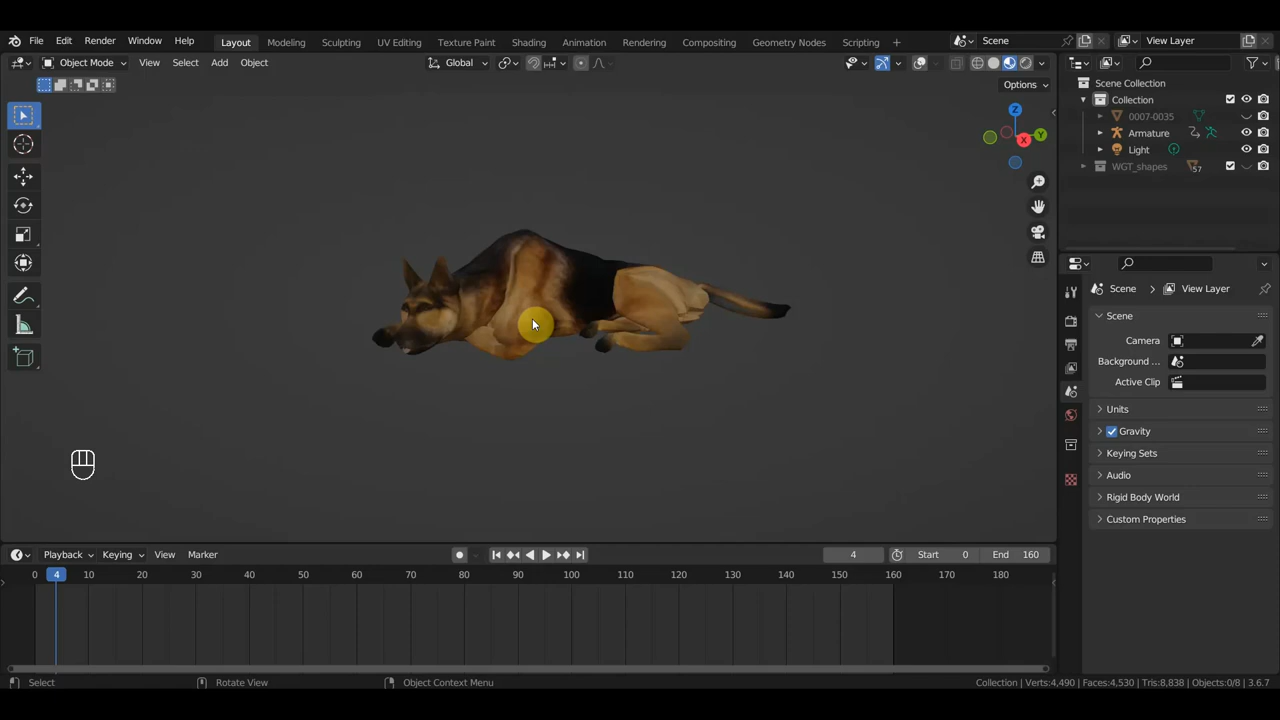 File Edit Render Window Help Layout Modeling Sculpting UV Editing Texture Paint Shading Animation Rendering Compositing Geometry Nodes Scripting + Scene View Layer
Object Mode View Select Add Object Global
Options
Scene Collection
Collection
0007-0035
Armature
Light
WGT_shapes 57
Z
Y
X
Scene > View Layer
Scene
Camera
Background ...
Active Clip
Units
Gravity
Keying Sets
Audio
Rigid Body World
Custom Properties
Playback Keying View Marker 4 Start 0 End 160
0 4 10 20 30 40 50 60 70 80 90 100 110 120 130 140 150 160 170 180
Select Rotate View Object Context Menu Collection | Verts:4,490 | Faces:4,530 | Tris:8,838 | Objects:0/8 | 3.6.7